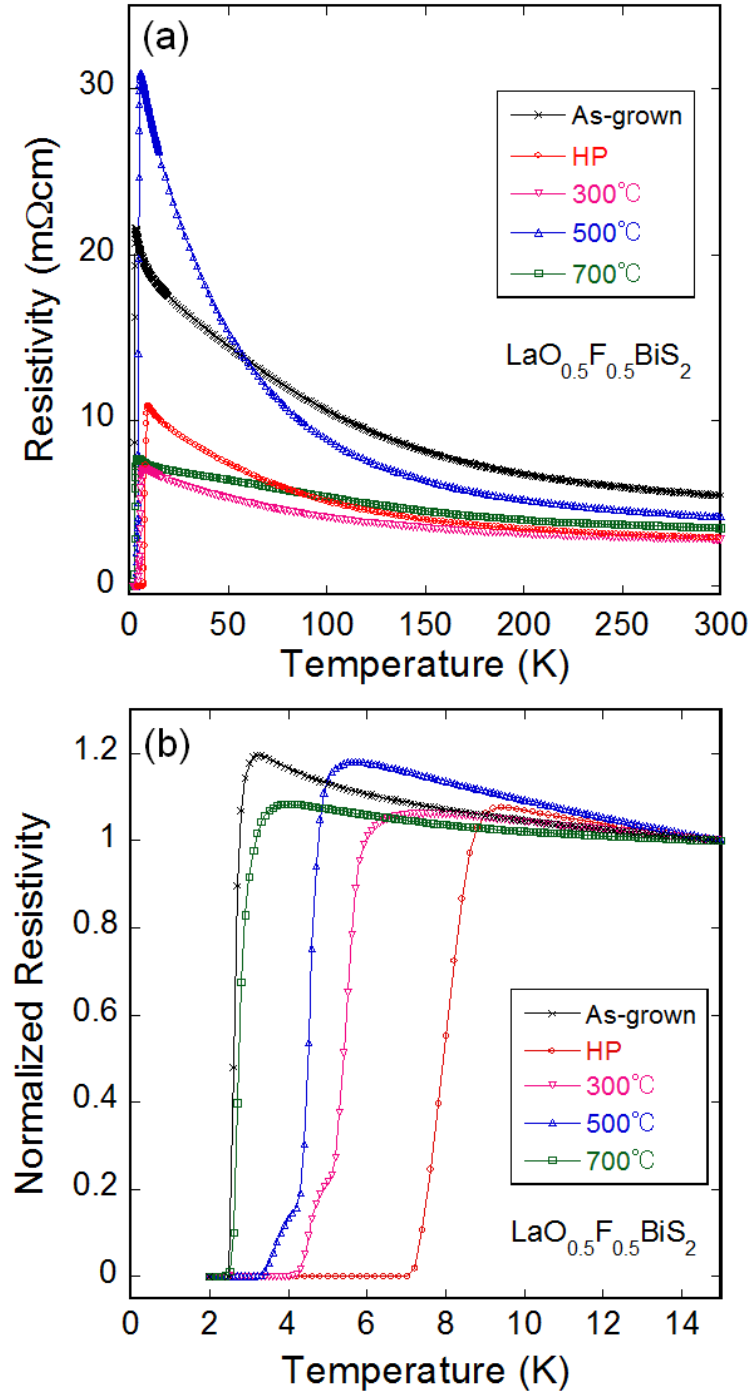 (a)
30
20
10
0
Resistivity (mΩcm)
As-grown
HP
300℃
500℃
700℃
LaO0.5F0.5BiS2
0 50 100 150 200 250 300
Temperature (K)
(b)
1.2
1
0.8
0.6
0.4
0.2
0
Normalized Resistivity
As-grown
HP
300℃
500℃
700℃
LaO0.5F0.5BiS2
0 2 4 6 8 10 12 14
Temperature (K)